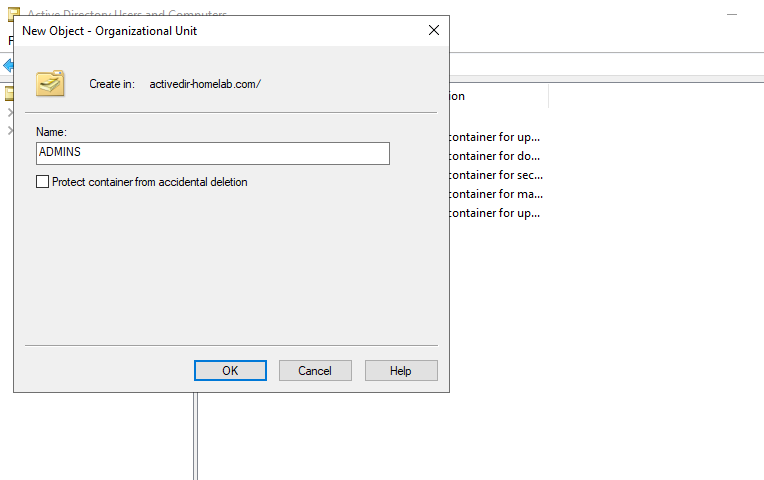 Active Directory Users and Computers
New Object - Organizational Unit
F
Create in: activedir-homelab.com/
ion
Name:
ADMINS
container for up...
container for do...
Protect container from accidental deletion
container for sec...
container for ma...
container for up...
OK Cancel Help